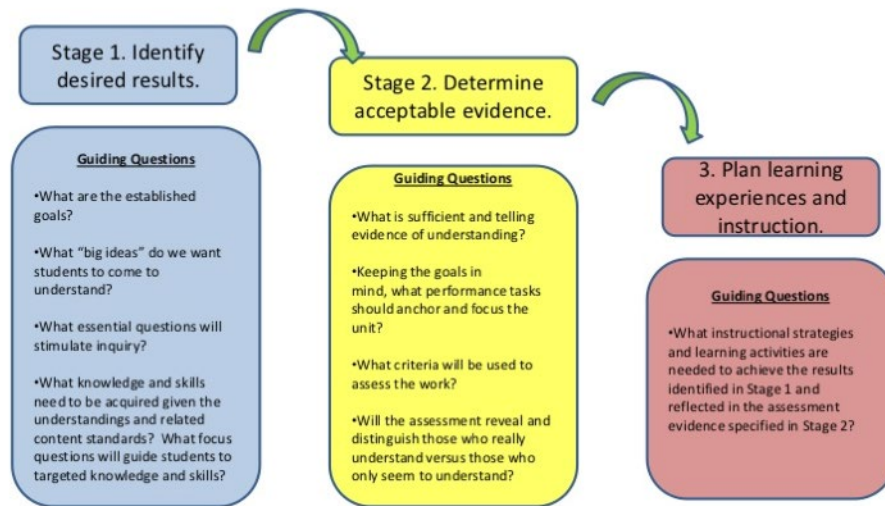 Stage 1. Identify
desired results.
Guiding Questions
•What are the established
goals?
•What “big ideas” do we want
students to come to
understand?
•What essential questions will
stimulate inquiry?
•What knowledge and skills
need to be acquired given the
understandings and related
content standards?  What focus
questions will guide students to
targeted knowledge and skills?
Stage 2. Determine
acceptable evidence.
Guiding Questions
•What is sufficient and telling
evidence of understanding?
•Keeping the goals in
mind, what performance tasks
should anchor and focus the
unit?
•What criteria will be used to
assess the work?
•Will the assessment reveal and
distinguish those who really
understand versus those who
only seem to understand?
3. Plan learning
experiences and
instruction.
Guiding Questions
•What instructional strategies
and learning activities are
needed to achieve the results
identified in Stage 1 and
reflected in the assessment
evidence specified in Stage 2?